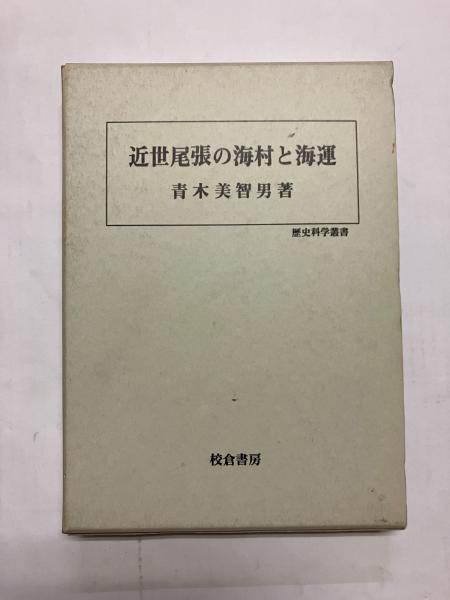 近世尾張の海村と海運
青木美智男著
歴史科学叢書
校倉書房